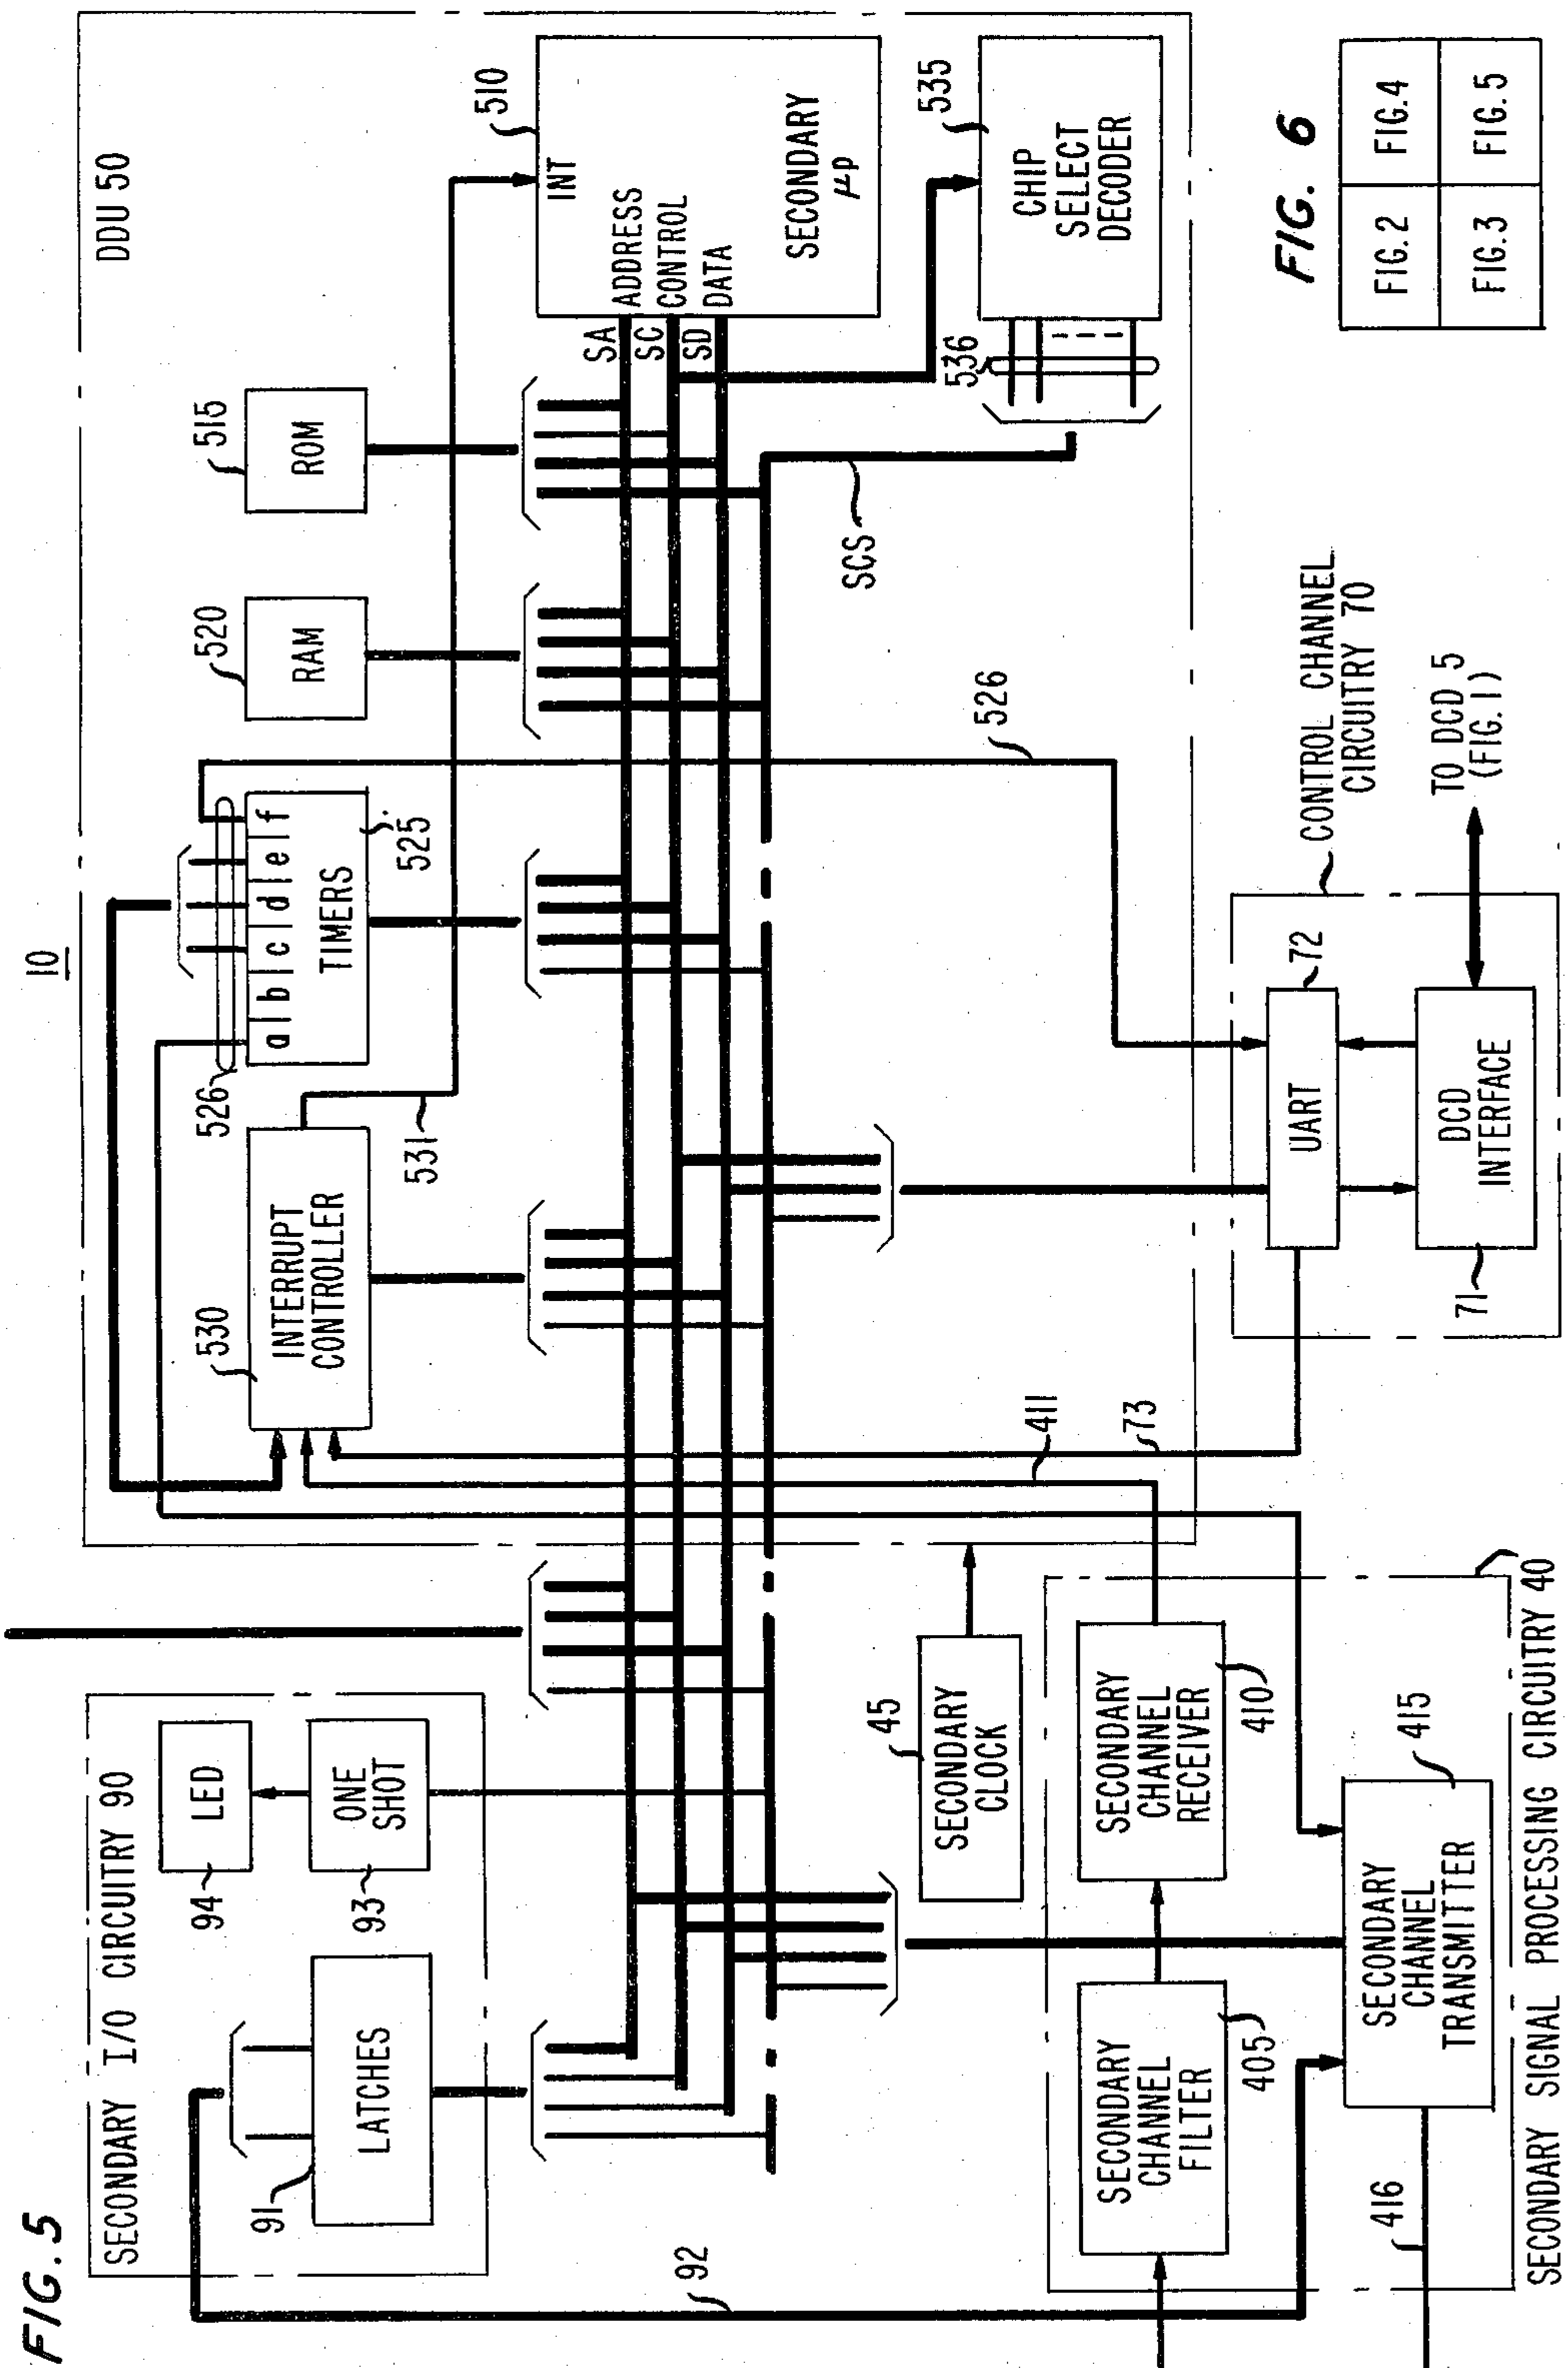 FIG. 5
10
SECONDARY I/O CIRCUITRY 90
94
LED
93
ONE
SHOT
91
LATCHES
92
DDU 50
530
INTERRUPT
CONTROLLER
531
526
a|b|c|d|e|f
TIMERS
525
520
RAM
515
ROM
510
INT
SA
ADDRESS
SC
CONTROL
SD
DATA
SECONDARY
μp
535
CHIP
SELECT
DECODER
536
SCS
526
411
73
45
SECONDARY
CLOCK
SECONDARY
CHANNEL
FILTER
405
SECONDARY
CHANNEL
RECEIVER
410
SECONDARY
CHANNEL
TRANSMITTER
415
416
SECONDARY SIGNAL PROCESSING CIRCUITRY 40
CONTROL CHANNEL
CIRCUITRY 70
72
UART
71
DCD
INTERFACE
TO DCD 5
(FIG. 1)
FIG. 6
FIG. 2
FIG. 4
FIG. 3
FIG. 5